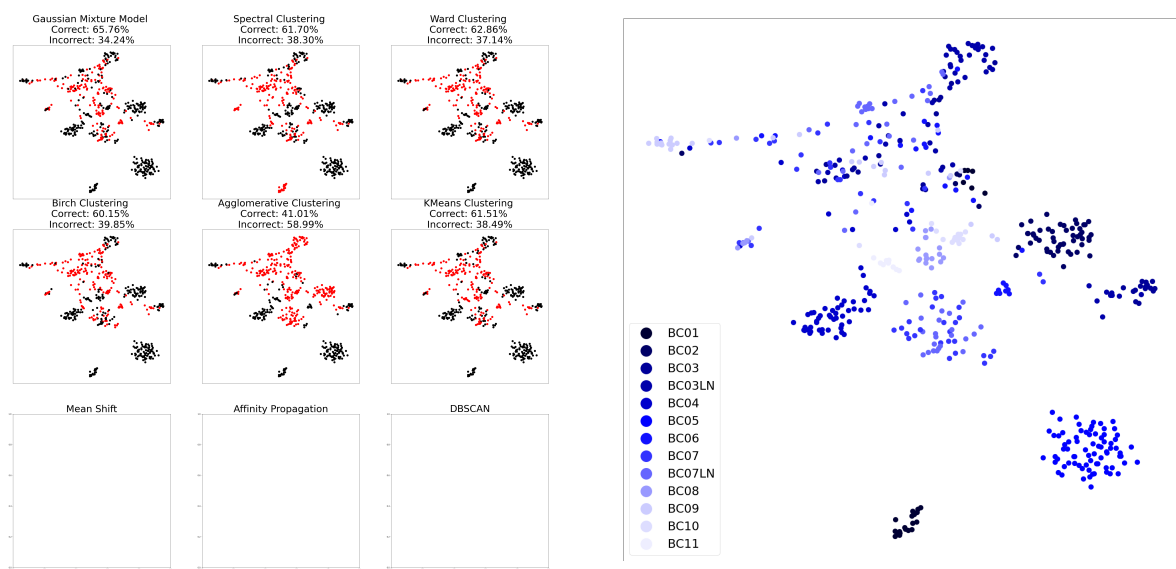 Gaussian Mixture Model
Correct: 65.76%
Incorrect: 34.24%
Spectral Clustering
Correct: 61.70%
Incorrect: 38.30%
Ward Clustering
Correct: 62.86%
Incorrect: 37.14%
Birch Clustering
Correct: 60.15%
Incorrect: 39.85%
Agglomerative Clustering
Correct: 41.01%
Incorrect: 58.99%
KMeans Clustering
Correct: 61.51%
Incorrect: 38.49%
Mean Shift
Affinity Propagation
DBSCAN
BC01
BC02
BC03
BC03LN
BC04
BC05
BC06
BC07
BC07LN
BC08
BC09
BC10
BC11